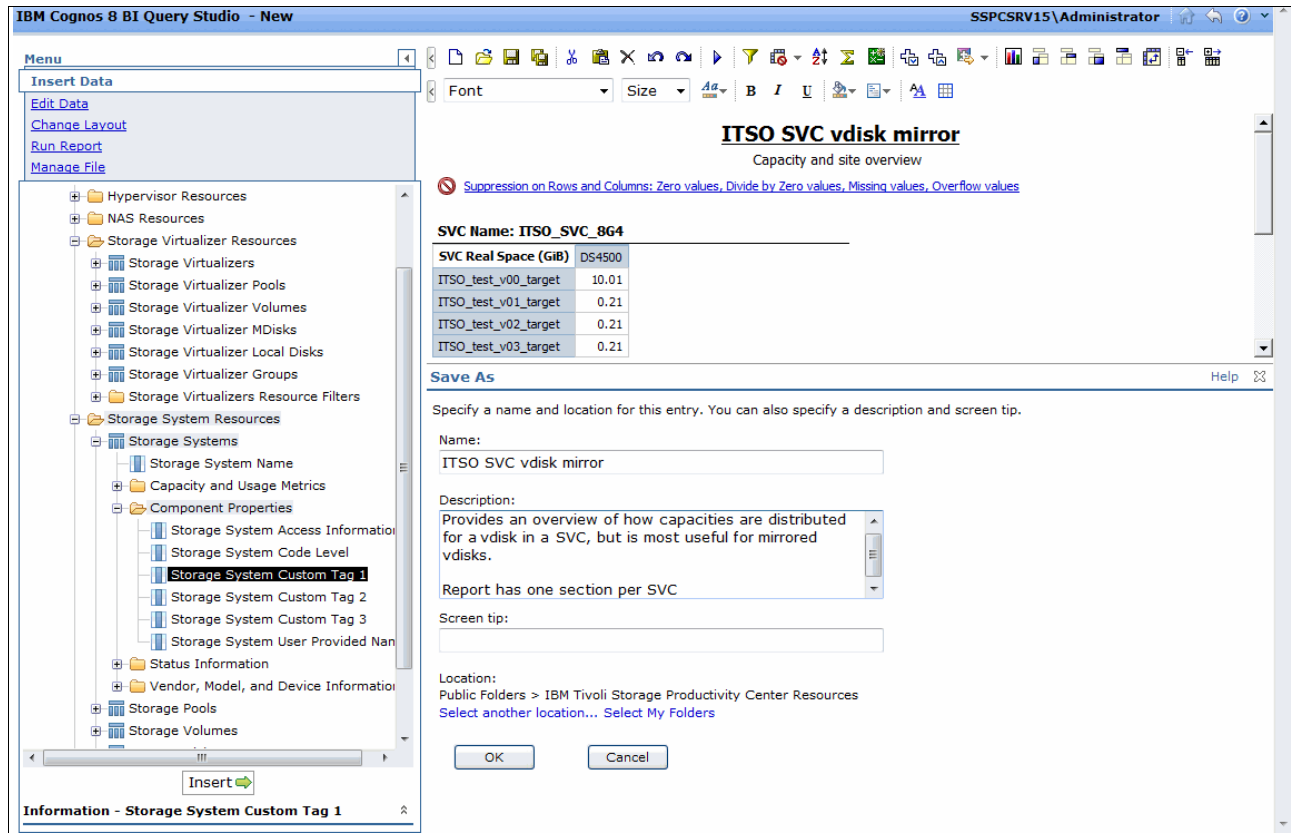 IBM Cognos 8 BI Query Studio - New
SSPCSRV15\Administrator
Menu
Insert Data
Edit Data
Change Layout
Run Report
Manage File
Hypervisor Resources
NAS Resources
Storage Virtualizer Resources
Storage Virtualizers
Storage Virtualizer Pools
Storage Virtualizer Volumes
Storage Virtualizer MDisks
Storage Virtualizer Local Disks
Storage Virtualizer Groups
Storage Virtualizers Resource Filters
Storage System Resources
Storage Systems
Storage System Name
Capacity and Usage Metrics
Component Properties
Storage System Access Information
Storage System Code Level
Storage System Custom Tag 1
Storage System Custom Tag 2
Storage System Custom Tag 3
Storage System User Provided Nan
Status Information
Vendor, Model, and Device Information
Storage Pools
Storage Volumes
Insert
Information - Storage System Custom Tag 1
Font Size B I U
ITSO SVC vdisk mirror
Capacity and site overview
Suppression on Rows and Columns: Zero values, Divide by Zero values, Missing values, Overflow values
SVC Name: ITSO_SVC_8G4
SVC Real Space (GiB) DS4500
ITSO_test_v00_target 10.01
ITSO_test_v01_target 0.21
ITSO_test_v02_target 0.21
ITSO_test_v03_target 0.21
Save As Help
Specify a name and location for this entry. You can also specify a description and screen tip.
Name:
ITSO SVC vdisk mirror
Description:
Provides an overview of how capacities are distributed
for a vdisk in a SVC, but is most useful for mirrored
vdisks.
Report has one section per SVC
Screen tip:
Location:
Public Folders > IBM Tivoli Storage Productivity Center Resources
Select another location... Select My Folders
OK Cancel